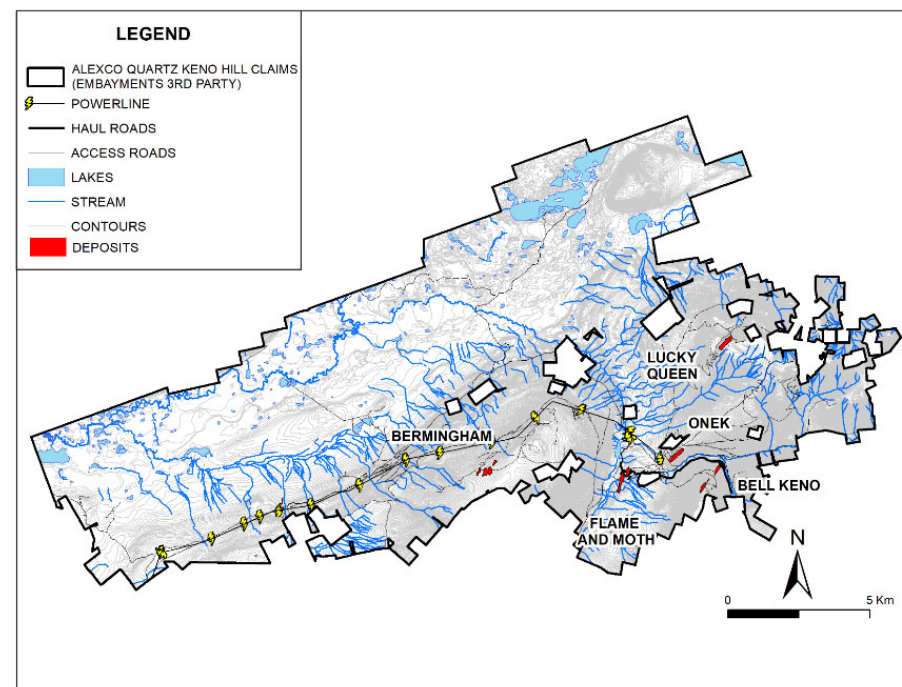 LEGEND
ALEXCO QUARTZ KENO HILL CLAIMS
(EMBAYMENTS 3RD PARTY)
POWERLINE
HAUL ROADS
ACCESS ROADS
LAKES
STREAM
CONTOURS
DEPOSITS
LUCKY
QUEEN
ONEK
BERMINGHAM
BELL KENO
FLAME
AND MOTH
N
0 5 Km